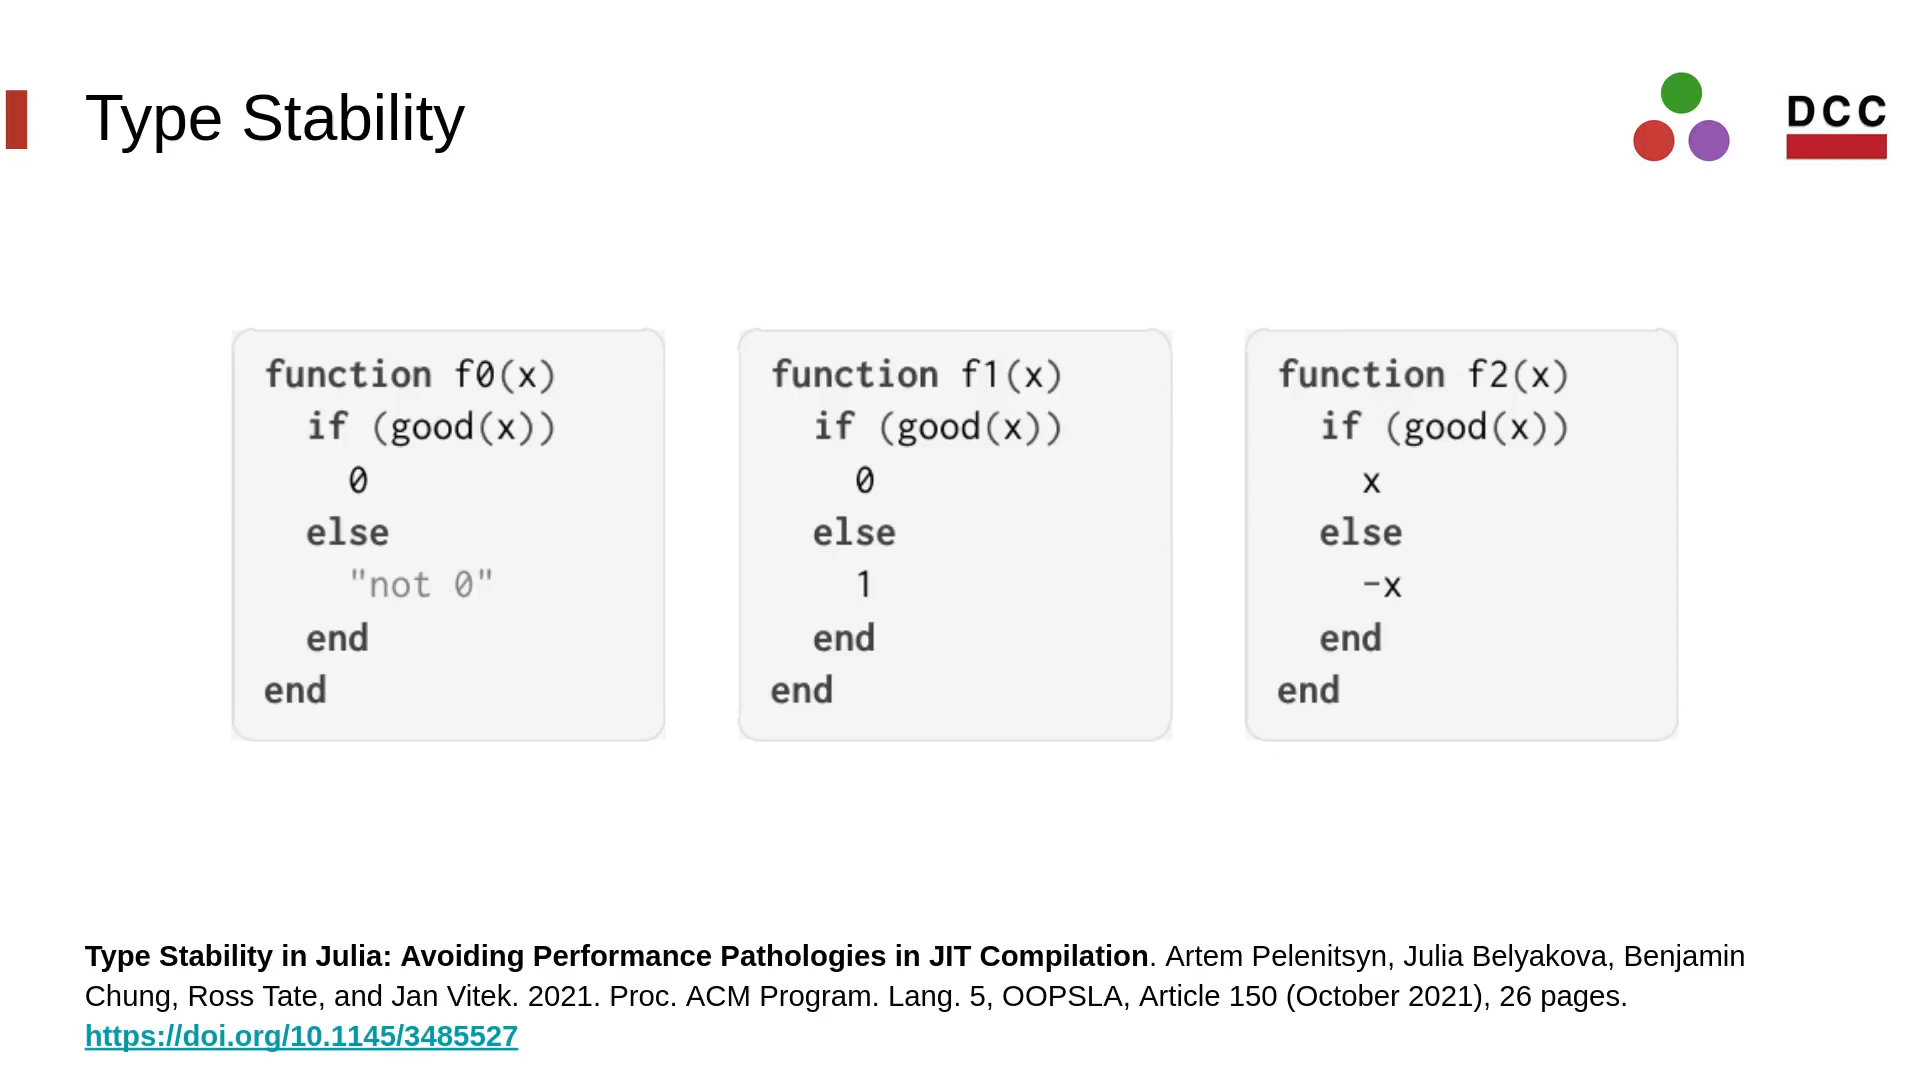 Type Stability
DCC
function f0(x)
  if (good(x))
    0
  else
    "not 0"
  end
end
function f1(x)
  if (good(x))
    0
  else
    1
  end
end
function f2(x)
  if (good(x))
    x
  else
    -x
  end
end
Type Stability in Julia: Avoiding Performance Pathologies in JIT Compilation. Artem Pelenitsyn, Julia Belyakova, Benjamin
Chung, Ross Tate, and Jan Vitek. 2021. Proc. ACM Program. Lang. 5, OOPSLA, Article 150 (October 2021), 26 pages.
https://doi.org/10.1145/3485527